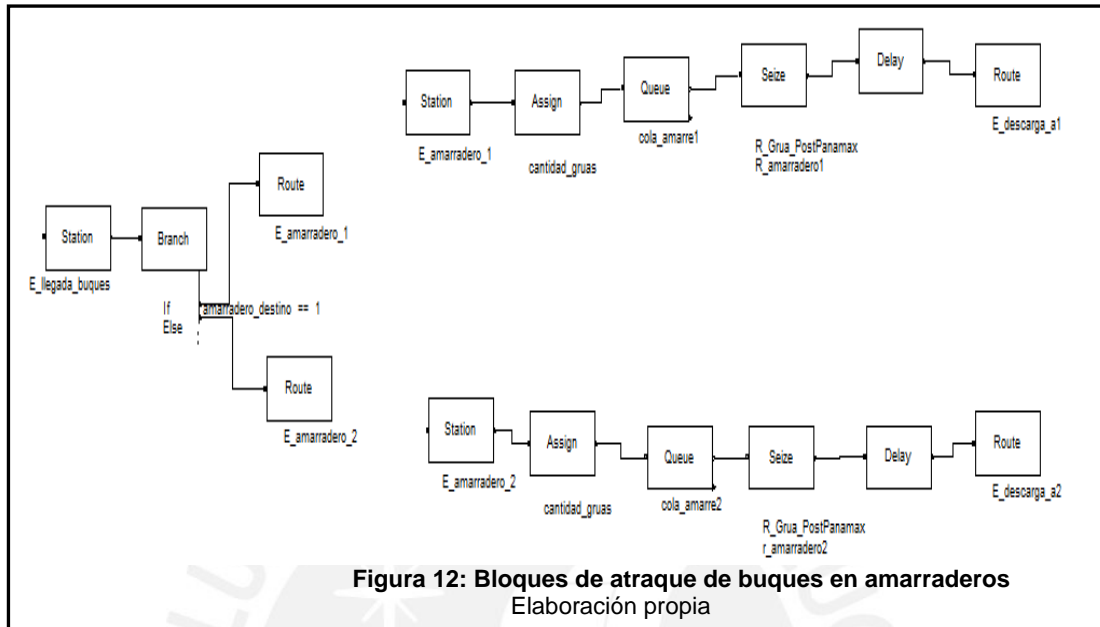 Station
E_llegada_buques
Branch
If amarradero_destino == 1
Else
:
Route
E_amarradero_1
Route
E_amarradero_2
Station
E_amarradero_1
Assign
cantidad_gruas
Queue
cola_amarre1
Seize
R_Grua_PostPanamax
R_amarradero1
Delay
Route
E_descarga_a1
Station
E_amarradero_2
Assign
cantidad_gruas
Queue
cola_amarre2
Seize
R_Grua_PostPanamax
r_amarradero2
Delay
Route
E_descarga_a2
Figura 12: Bloques de atraque de buques en amarraderos
Elaboración propia